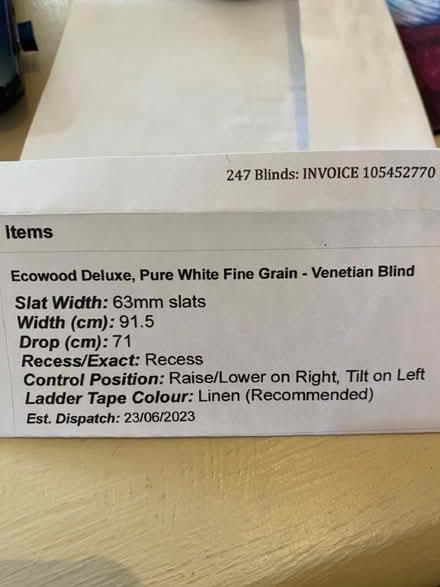 247 Blinds: INVOICE 105452770
Items
Ecowood Deluxe, Pure White Fine Grain - Venetian Blind
Slat Width: 63mm slats
Width (cm): 91.5
Drop (cm): 71
Recess/Exact: Recess
Control Position: Raise/Lower on Right, Tilt on Left
Ladder Tape Colour: Linen (Recommended)
Est. Dispatch: 23/06/2023